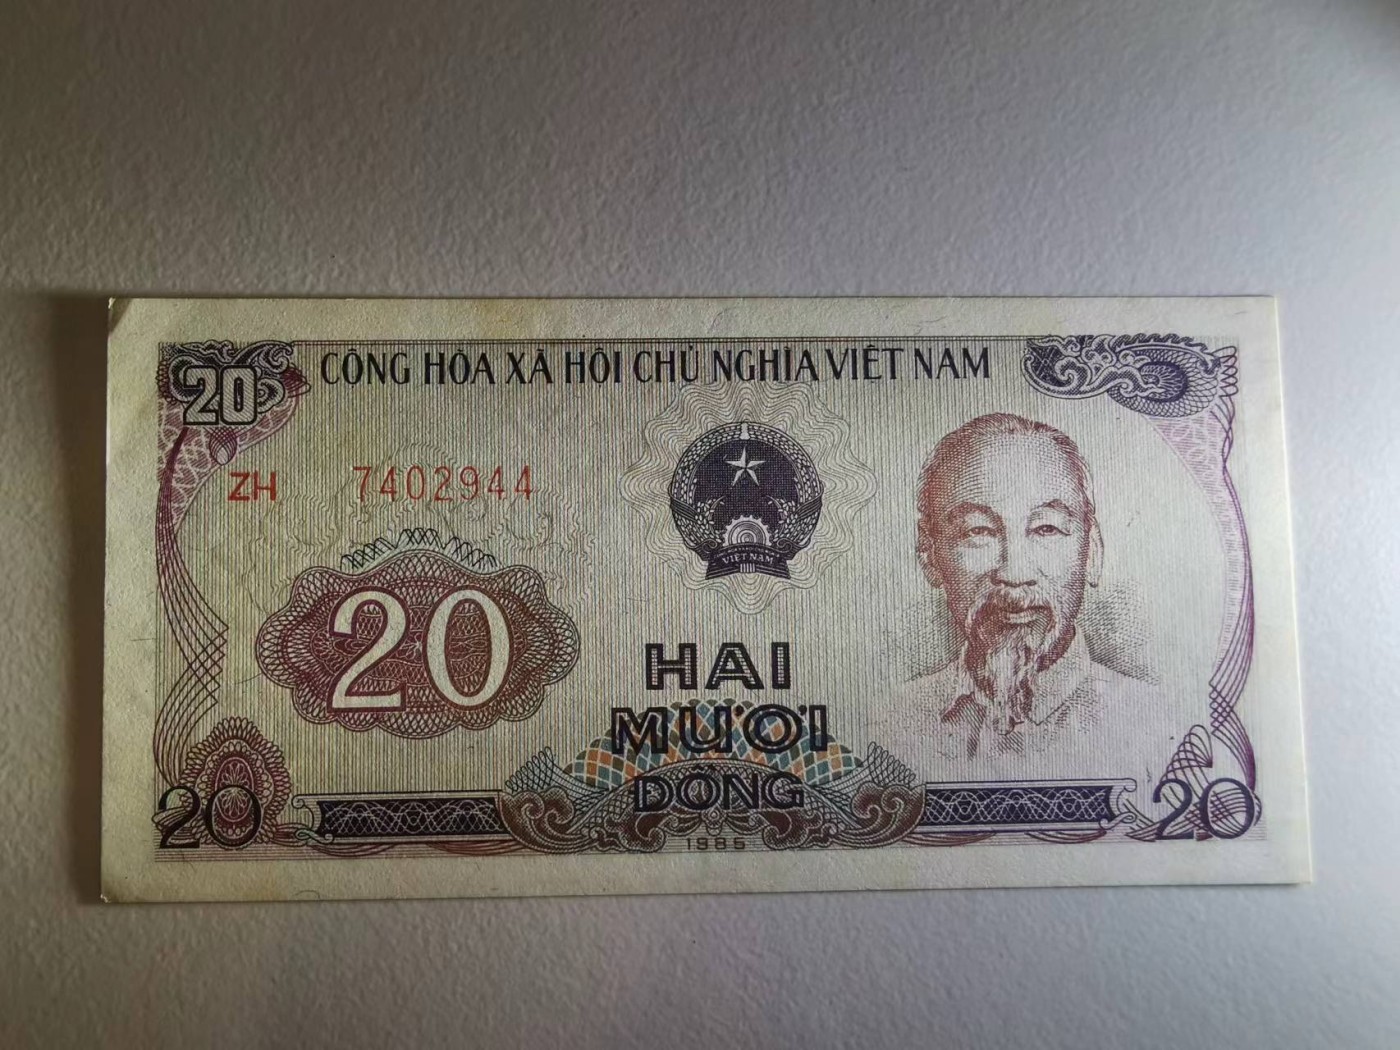 CỘNG HÒA XÃ HỘI CHỦ NGHĨA VIỆT NAM
20
ZH 7402944
VIỆT NAM
20
HAI
MƯƠI
ĐỒNG
20
20
1985